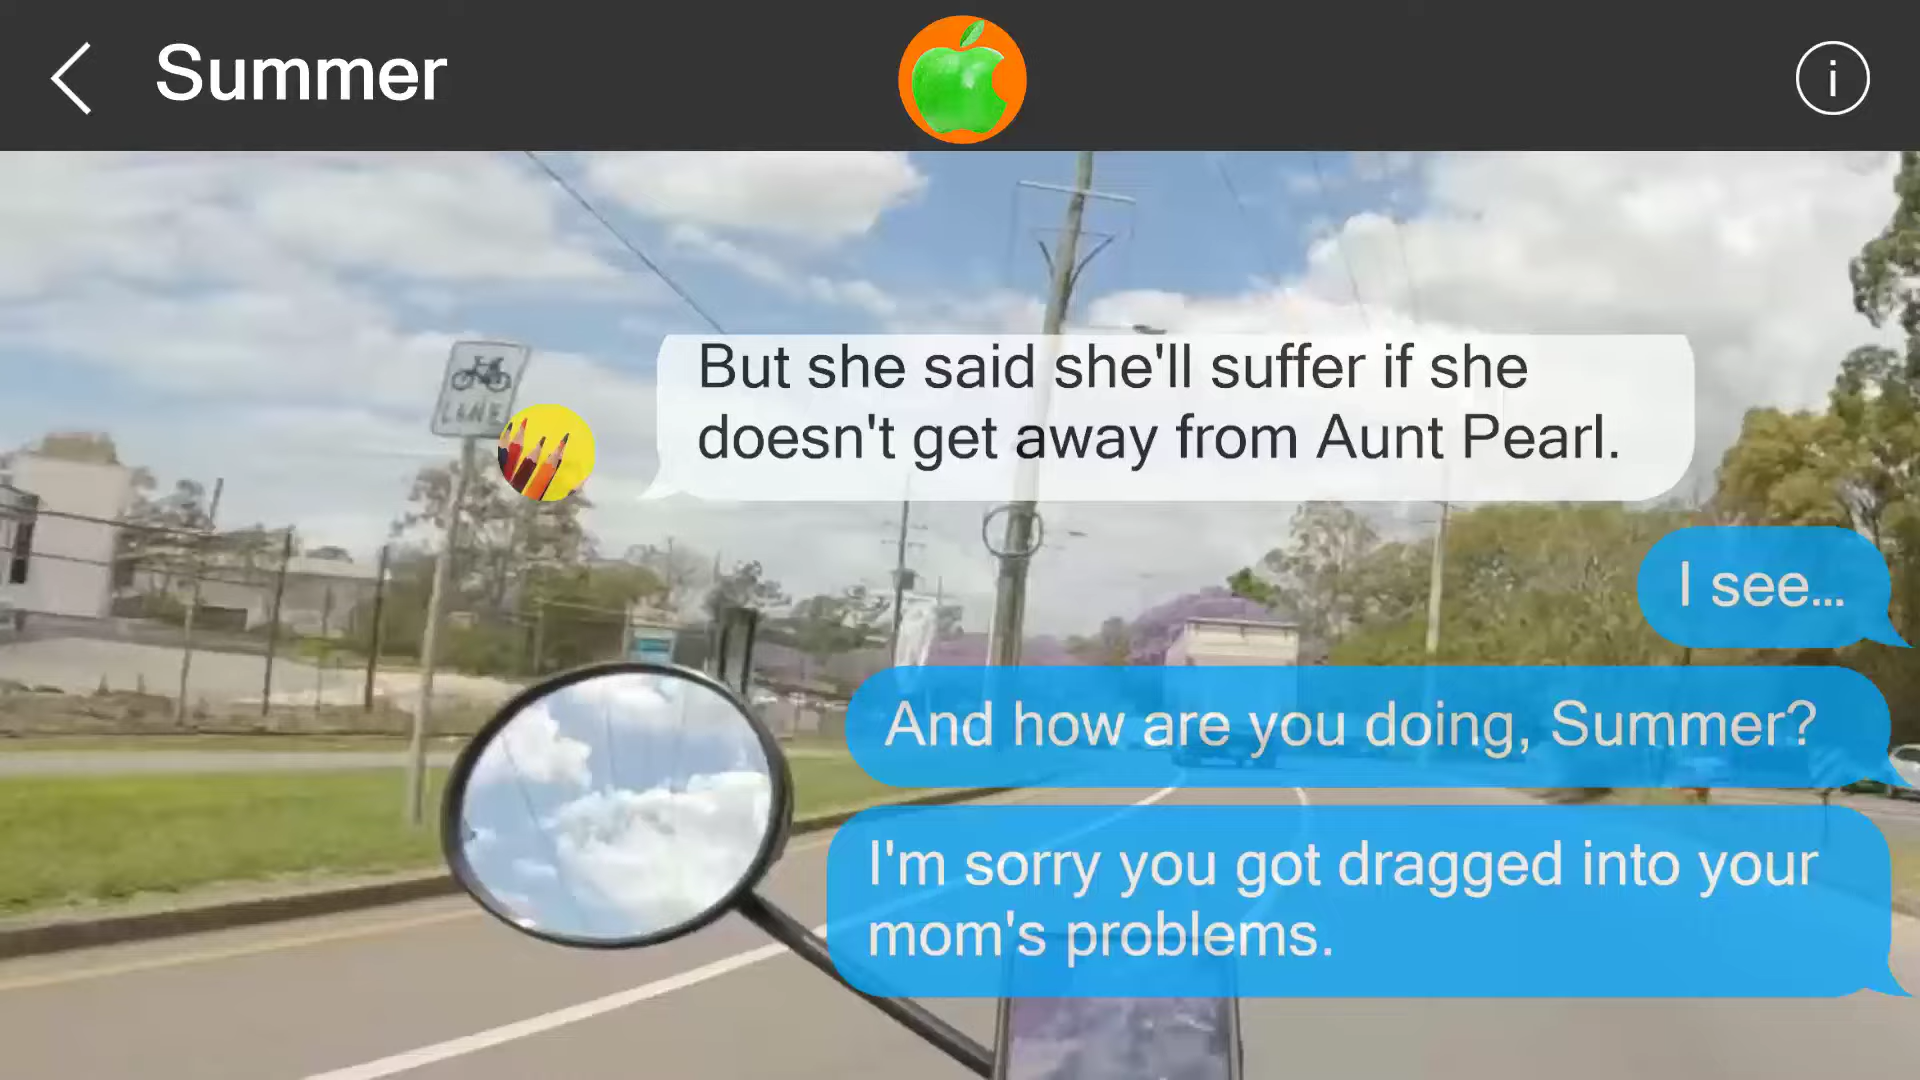 Summer
i
LANE
But she said she'll suffer if she
doesn't get away from Aunt Pearl.
I see...
And how are you doing, Summer?
I'm sorry you got dragged into your
mom's problems.